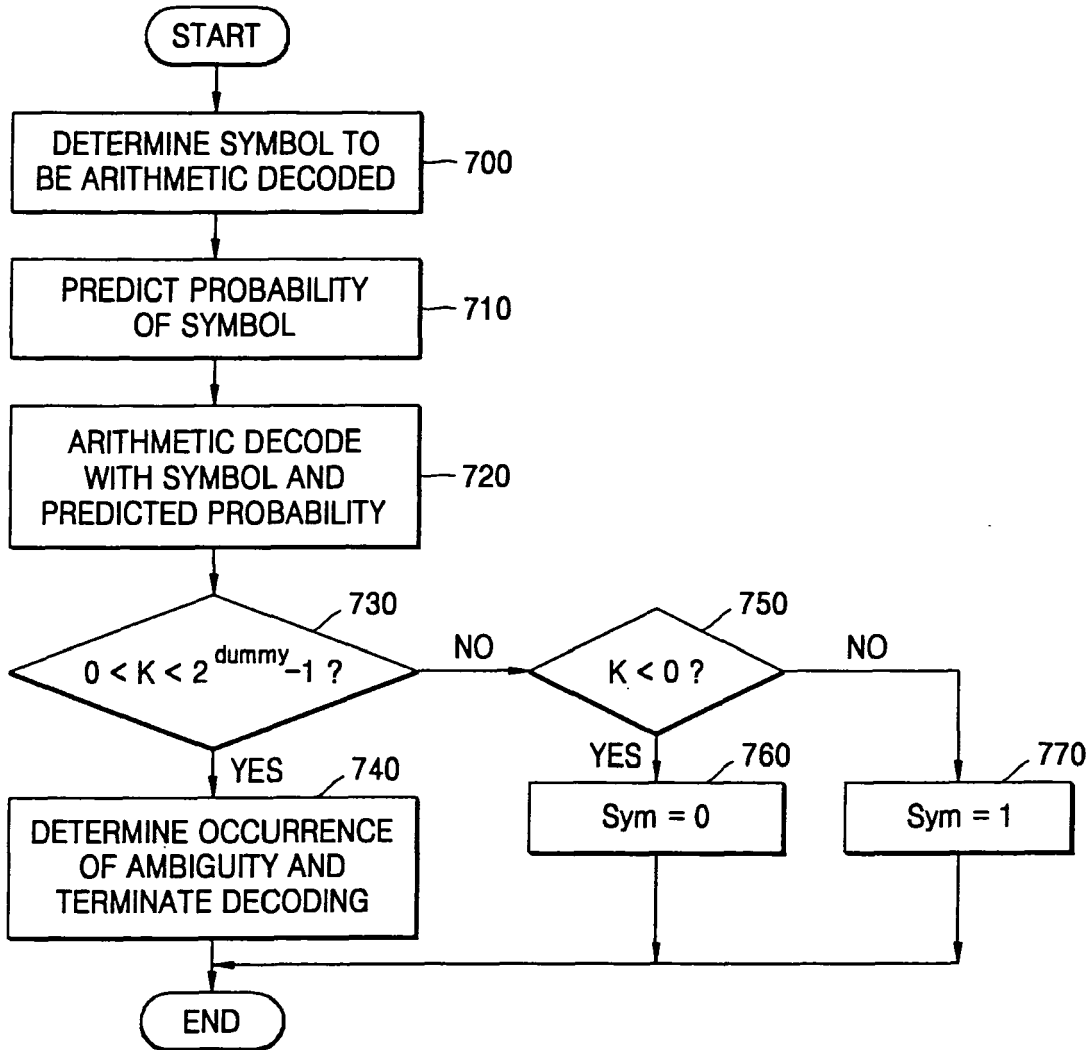 START
DETERMINE SYMBOL TO
BE ARITHMETIC DECODED
700
PREDICT PROBABILITY
OF SYMBOL
710
ARITHMETIC DECODE
WITH SYMBOL AND
PREDICTED PROBABILITY
720
730
0 < K < 2^dummy –1 ?
NO
750
K < 0 ?
NO
YES
740
DETERMINE OCCURRENCE
OF AMBIGUITY AND
TERMINATE DECODING
YES
760
Sym = 0
770
Sym = 1
END